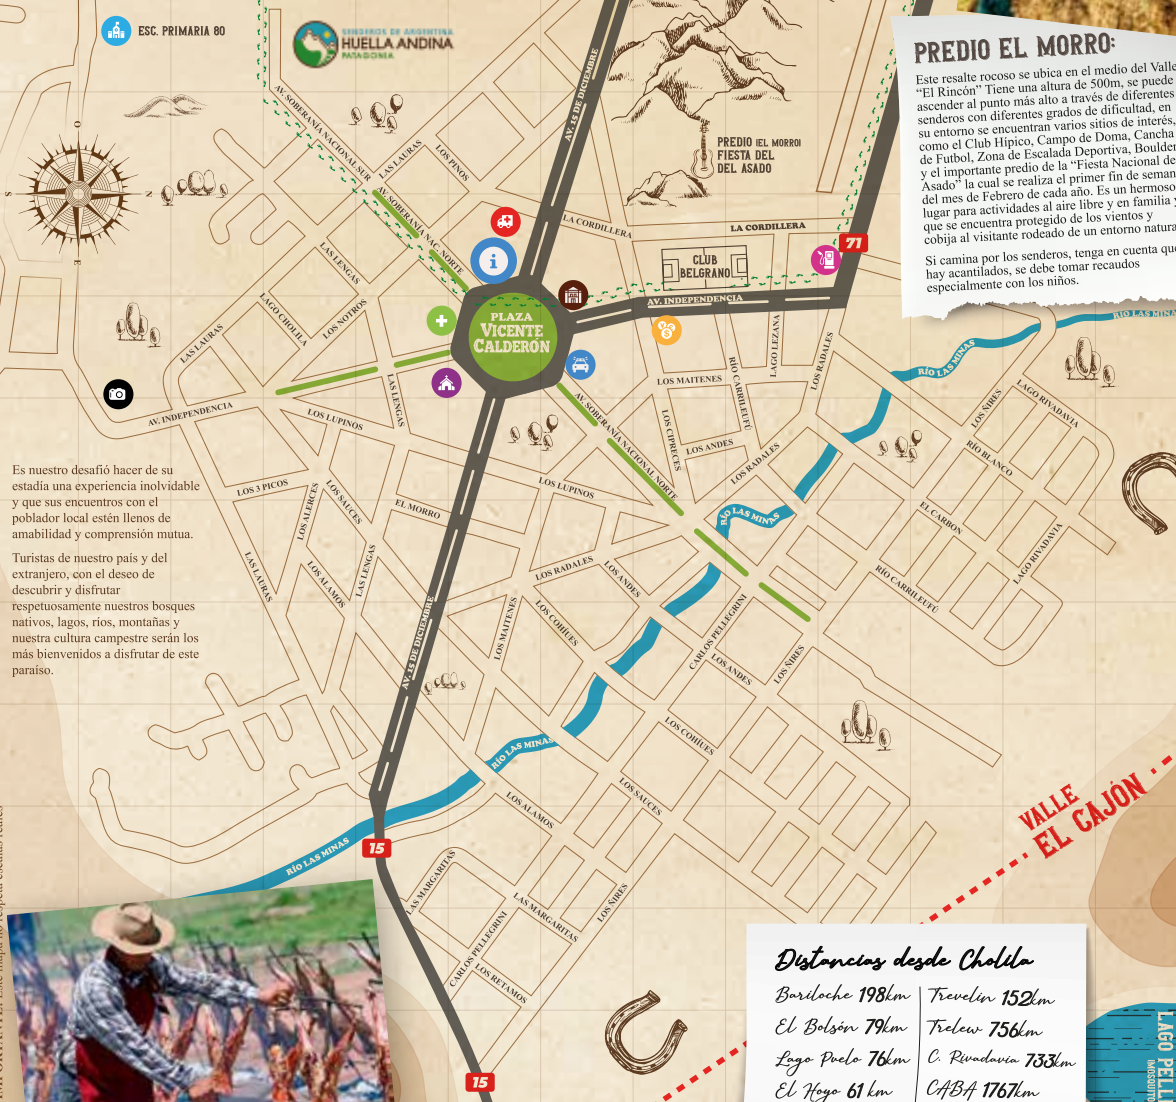 ESC. PRIMARIA 80
SENDEROS DE ARGENTINA
HUELLA ANDINA
PATAGONIA
PREDIO EL MORRO:
Este resalte rocoso se ubica en el medio del Valle
“El Rincón” Tiene una altura de 500m, se puede
ascender al punto más alto a través de diferentes
senderos con diferentes grados de dificultad, en
su entorno se encuentran varios sitios de interés,
como el Club Hípico, Campo de Doma, Cancha
de Futbol, Zona de Escalada Deportiva, Boulder
y el importante predio de la “Fiesta Nacional de
Asado” la cual se realiza el primer fin de seman
del mes de Febrero de cada año. Es un hermoso
lugar para actividades al aire libre y en familia y
que se encuentra protegido de los vientos y
cobija al visitante rodeado de un entorno natura
Si camina por los senderos, tenga en cuenta que
hay acantilados, se debe tomar recaudos
especialmente con los niños.
AV. 15 DE DICIEMBRE
AV. SOBERANÍA NACIONAL SUR
LAS LAURAS
LOS PINOS
PREDIO (EL MORRO)
FIESTA DEL
DEL ASADO
O
S
N
E
AV. SOBERANÍA NAC. NORTE
LA CORDILLERA
LA CORDILLERA
71
LAS LENGAS
CLUB
BELGRANO
i
AV. INDEPENDENCIA
LAGO CHOLILA
LOS NOTROS
PLAZA
VICENTE
CALDERÓN
LAS LAURAS
RÍO LAS MINAS
RÍO LAS MINAS
LAGO LEZANA
LOS RADALES
LOS MAITENES
RÍO CARRILEUFÚ
LAS LENGAS
AV. INDEPENDENCIA
LOS LUPINOS
AV. SOBERANÍA NACIONAL NORTE
LOS CIPRECES
LOS ANDES
LOS RADALES
LOS ÑIRES
LAGO RIVADAVIA
RÍO BLANCO
Es nuestro desafió hacer de su
estadía una experiencia inolvidable
y que sus encuentros con el
poblador local estén llenos de
amabilidad y comprensión mutua.
Turistas de nuestro país y del
extranjero, con el deseo de
descubrir y disfrutar
respetuosamente nuestros bosques
nativos, lagos, ríos, montañas y
nuestra cultura campestre serán los
más bienvenidos a disfrutar de este
paraíso.
LOS 3 PICOS
LOS ALERCES
LOS SAUCES
EL MORRO
LOS LUPINOS
RÍO LAS MINAS
EL CARBON
LAGO RIVADAVIA
LAS LAURAS
LOS ALAMOS
LAS LENGAS
LOS RADALES
LOS ANDES
RÍO CARRILEUFÚ
AV. 15 DE DICIEMBRE
LOS MAITENES
LOS COHÍUES
CARLOS PELLEGRINI
LOS ANDES
LOS ÑIRES
LOS COHÍUES
RÍO LAS MINAS
LOS SAUCES
LOS ALAMOS
VALLE
EL CAJÓN
RÍO LAS MINAS
15
LAS MARGARITAS
LAS MARGARITAS
LOS ÑIRES
CARLOS PELLEGRINI
LOS RETAMOS
15
Distancias desde Cholila
Bariloche 198km
El Bolsón 79km
Lago Puelo 76km
El Hoyo 61 km
Trevelin 152km
Trelew 756km
C. Rivadavia 733km
CABA 1767km
LAGO PELLE
(MOSQUITO